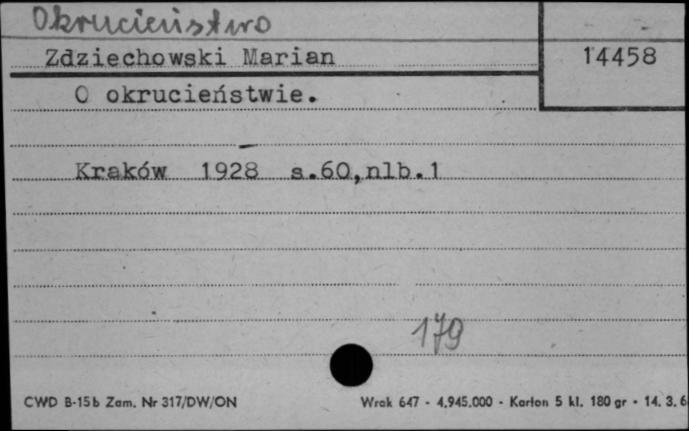 Okrucieństwo
Zdziechowski Marian
14458
O okrucieństwie.
Kraków 1928 s.60,nlb.1
179
CWD B-15b Zam. Nr 317/DW/ON
Wrak 647 - 4.945.000 - Karton 5 kl. 180 gr - 14. 3. 6